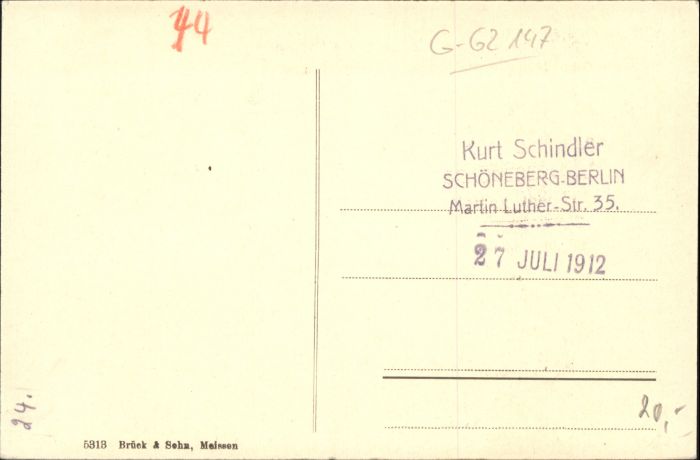 44
G-G2 147
Kurt Schindler
SCHÖNEBERG-BERLIN
Martin Luther-Str. 35.
27 JULI 1912
24.
20,-
5313 Brück & Sohn, Meissen